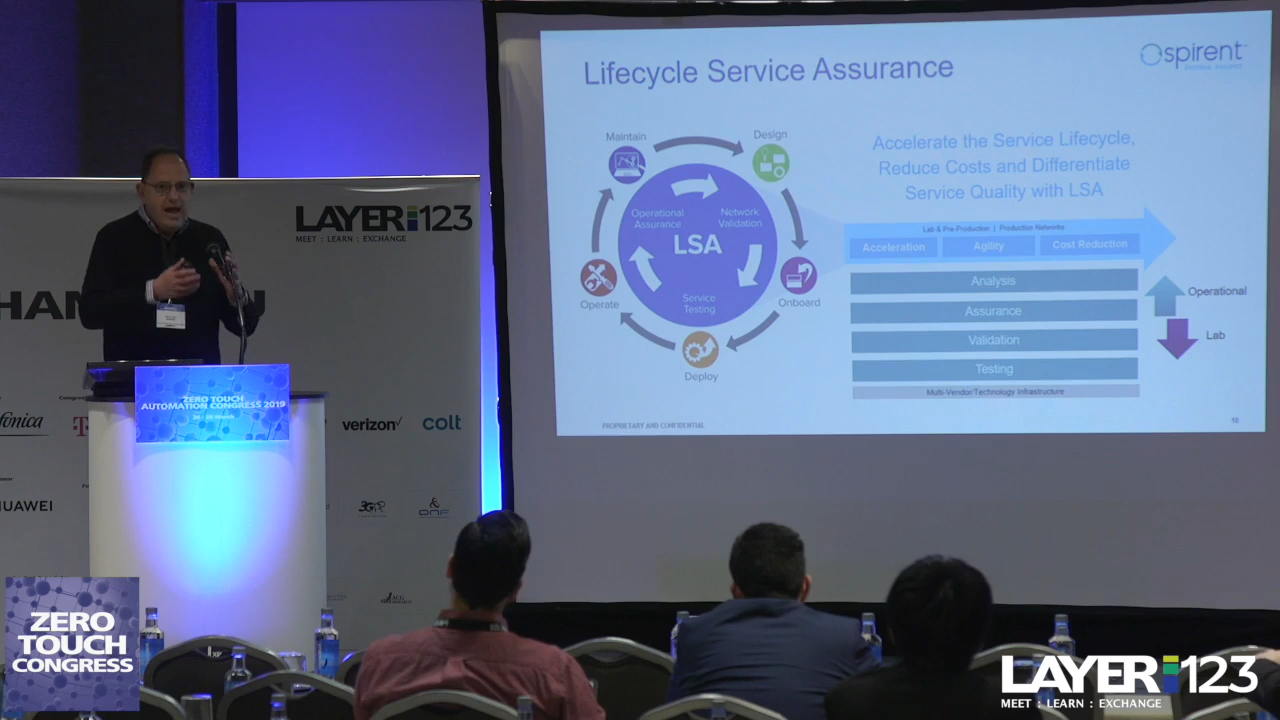 Lifecycle Service Assurance
spirent
Maintain
Design
Onboard
Deploy
Operate
Operational
Assurance
Network
Validation
LSA
Service
Testing
Accelerate the Service Lifecycle,
Reduce Costs and Differentiate
Service Quality with LSA
Lab & Pre-Production | Production Networks
Acceleration
Agility
Cost Reduction
Analysis
Assurance
Validation
Testing
Multi-Vendor/Technology Infrastructure
Operational
Lab
PROPRIETARY AND CONFIDENTIAL
10
LAYER123
MEET : LEARN : EXCHANGE
ZERO TOUCH
AUTOMATION CONGRESS 2019
verizon
colt
HUAWEI
ZERO
TOUCH
CONGRESS
LAYER123
MEET : LEARN : EXCHANGE